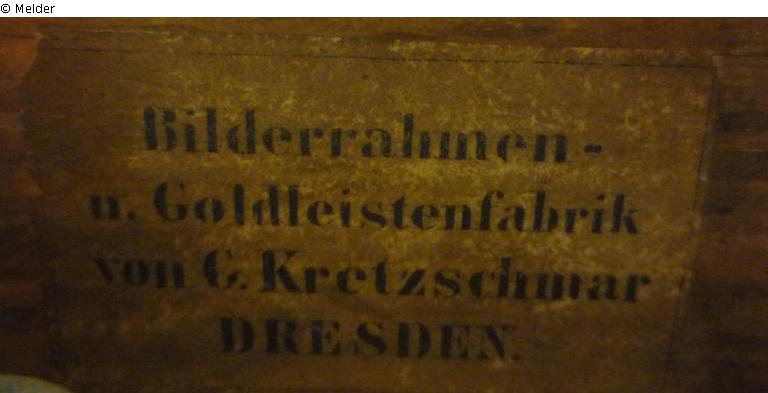 © Melder
Bilderrahmen-
u. Goldleistenfabrik
von G. Kretzschmar
DRESDEN.